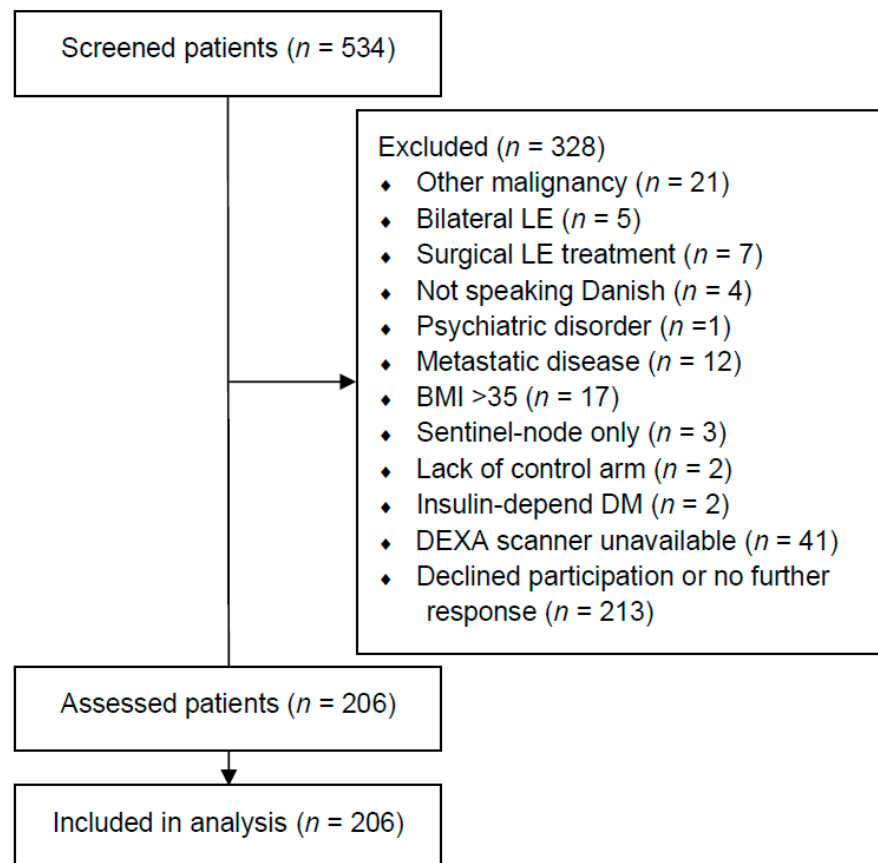 Screened patients (n = 534)
Excluded (n = 328)
⬧ Other malignancy (n = 21)
⬧ Bilateral LE (n = 5)
⬧ Surgical LE treatment (n = 7)
⬧ Not speaking Danish (n = 4)
⬧ Psychiatric disorder (n =1)
⬧ Metastatic disease (n = 12)
⬧ BMI >35 (n = 17)
⬧ Sentinel-node only (n = 3)
⬧ Lack of control arm (n = 2)
⬧ Insulin-depend DM (n = 2)
⬧ DEXA scanner unavailable (n = 41)
⬧ Declined participation or no further
response (n = 213)
Assessed patients (n = 206)
Included in analysis (n = 206)